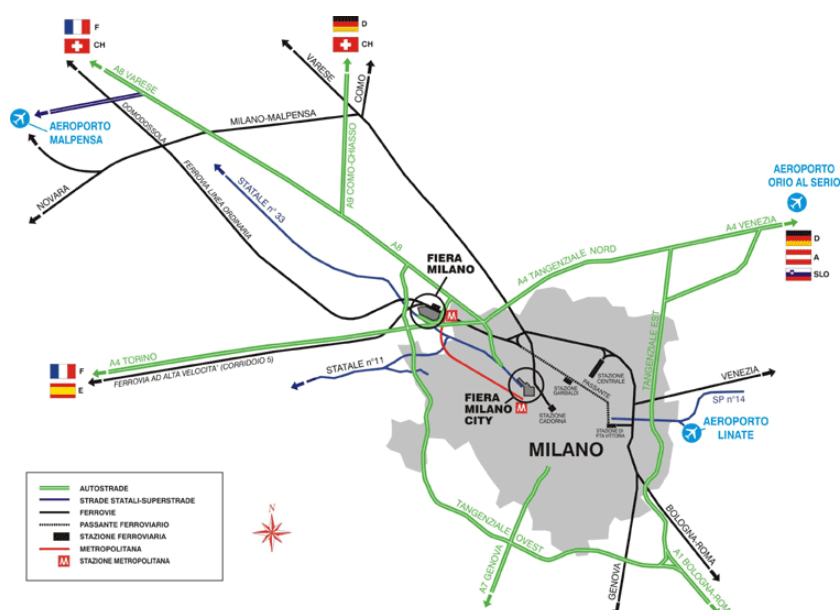 F
CH
D
CH
A8 VARESE
VARESE
COMO
AEROPORTO
MALPENSA
DOMODOSSOLA
MILANO-MALPENSA
NOVARA
FERROVIA LINEA ORDINARIA
STATALE n° 33
A9 COMO-CHIASSO
A8
AEROPORTO
ORIO AL SERIO
A4 VENEZIA
D
A
SLO
A4 TANGENZIALE NORD
FIERA
MILANO
M
TANGENZIALE EST
A4 TORINO
F
E
FERROVIA AD ALTA VELOCITA' (CORRIDOIO 5)
STATALE n°11
PASSANTE
STAZIONE
CENTRALE
STAZIONE
GARIBALDI
VENEZIA
SP n°14
FIERA
MILANO
CITY
M
STAZIONE
CADORNA
STAZIONE DI
P.TA VITTORIA
AEROPORTO
LINATE
MILANO
AUTOSTRADE
STRADE STATALI-SUPERSTRADE
FERROVIE
PASSANTE FERROVIARIO
STAZIONE FERROVIARIA
METROPOLITANA
M STAZIONE METROPOLITANA
N
TANGENZIALE OVEST
A7 GENOVA
GENOVA
BOLOGNA-ROMA
A1 BOLOGNA-ROMA